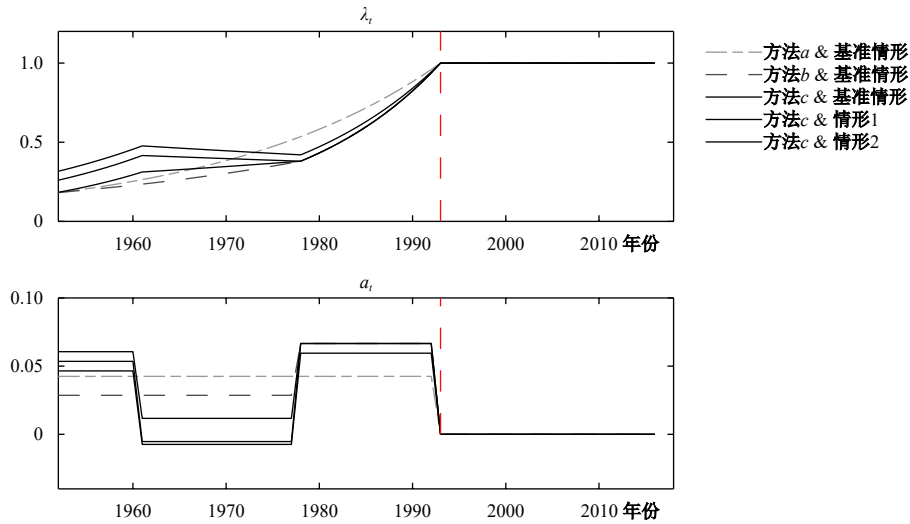 λt
1.0
0.5
0
1960 1970 1980 1990 2000 2010 年份
方法a & 基准情形
方法b & 基准情形
方法c & 基准情形
方法c & 情形1
方法c & 情形2
at
0.10
0.05
0
1960 1970 1980 1990 2000 2010 年份